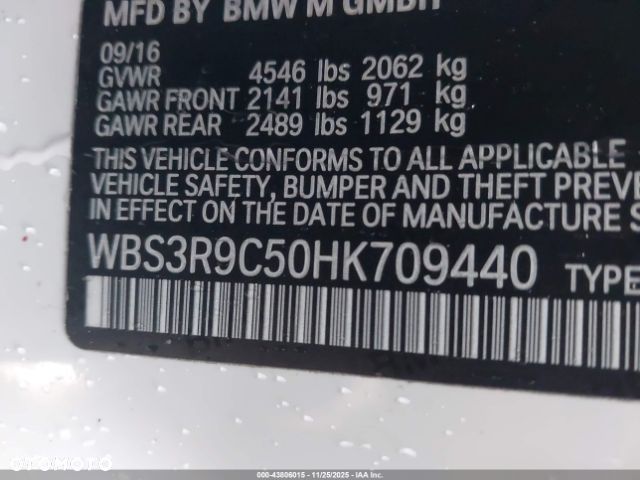 MFD BY BMW M GMBH
09/16
GVWR 4546 lbs 2062 kg
GAWR FRONT 2141 lbs 971 kg
GAWR REAR 2489 lbs 1129 kg
THIS VEHICLE CONFORMS TO ALL APPLICABLE
VEHICLE SAFETY, BUMPER AND THEFT PREVE
IN EFFECT ON THE DATE OF MANUFACTURE S
WBS3R9C50HK709440 TYPE
otomoto
000-43806015 - 11/25/2025 - IAAI.COM